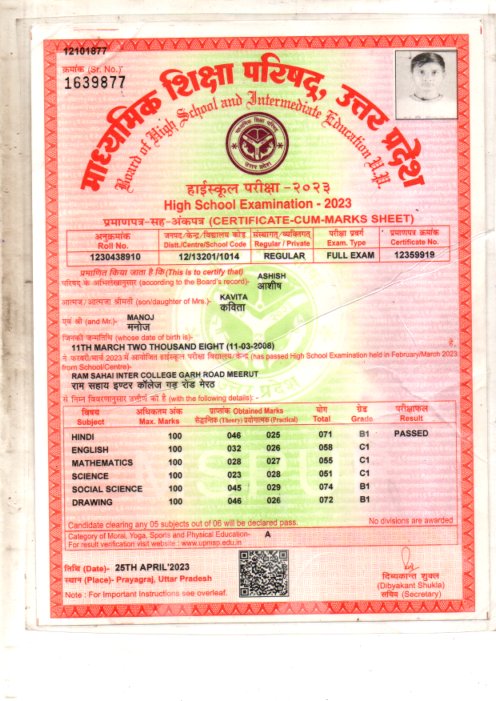 12101877
क्रमांक (Sr. No.)
1639877
माध्यमिक शिक्षा परिषद्, उत्तर प्रदेश
Board of High School and Intermediate Education U.P.
हाईस्कूल परीक्षा -२०२३
High School Examination - 2023
प्रमाणपत्र-सह-अंकपत्र (CERTIFICATE-CUM-MARKS SHEET)
अनुक्रमांक जनपद/केन्द्र/विद्यालय कोड संस्थागत/व्यक्तिगत परीक्षा प्रवर्ग प्रमाणपत्र क्रमांक
Roll No. Distt./Centre/School Code Regular / Private Exam. Type Certificate No.
1230438910 12/13201/1014 REGULAR FULL EXAM 12359919
प्रमाणित किया जाता है कि(This is to certify that) ASHISH
परिषद् के अभिलेखानुसार (according to the Board's record)- आशीष
आत्मज/आत्मजा श्रीमती (son/daughter of Mrs.)- KAVITA
कविता
एवं श्री (and Mr.)- MANOJ
मनोज
जिनकी जन्मतिथि (whose date of birth is)-
11TH MARCH TWO THOUSAND EIGHT (11-03-2008) है,
ने फरवरी/मार्च 2023 में आयोजित हाईस्कूल परीक्षा विद्यालय/केन्द्र (has passed High School Examination held in February/March 2023
from School/Centre)-
RAM SAHAI INTER COLLEGE GARH ROAD MEERUT
राम सहाय इण्टर कॉलेज गढ़ रोड मेरठ
से निम्न विवरणानुसार उत्तीर्ण की है (with the following details) -
विषय अधिकतम अंक प्राप्तांक Obtained Marks योग ग्रेड परीक्षाफल
Subject Max. Marks सैद्धान्तिक (Theory) प्रयोगात्मक (Practical) Total Grade Result
HINDI 100 046 025 071 B1 PASSED
ENGLISH 100 032 026 058 C1
MATHEMATICS 100 028 027 055 C1
SCIENCE 100 023 028 051 C1
SOCIAL SCIENCE 100 045 029 074 B1
DRAWING 100 046 026 072 B1
Candidate clearing any 05 subjects out of 06 will be declared pass. No divisions are awarded
Category of Moral, Yoga, Sports and Physical Education- A
For result verification visit website : www.upmsp.edu.in
तिथि (Date)- 25TH APRIL'2023
स्थान (Place)- Prayagraj, Uttar Pradesh
Note : For Important Instructions see overleaf.
दिब्यकान्त शुक्ल
(Dibyakant Shukla)
सचिव (Secretary)